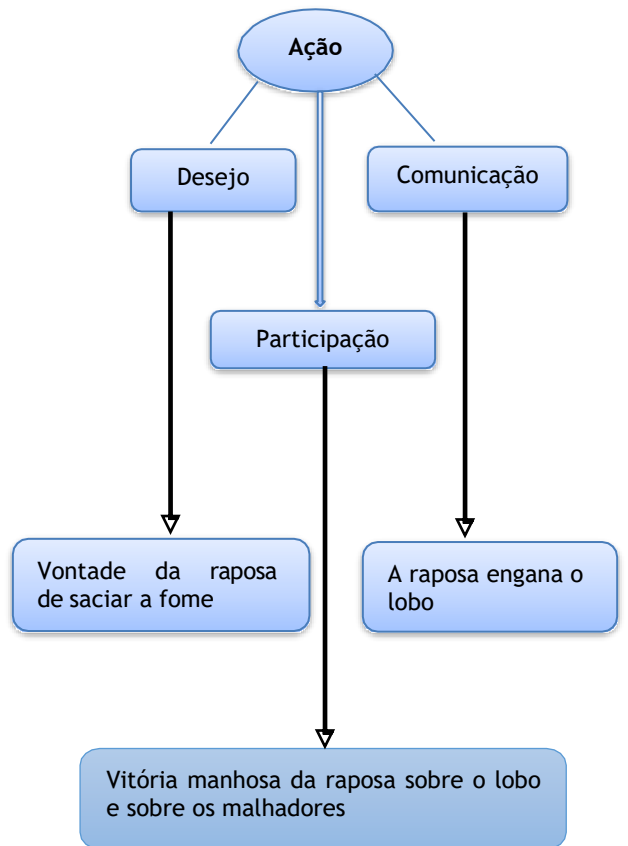 Ação
Desejo
Comunicação
Participação
Vontade da raposa
de saciar a fome
A raposa engana o
lobo
Vitória manhosa da raposa sobre o lobo
e sobre os malhadores